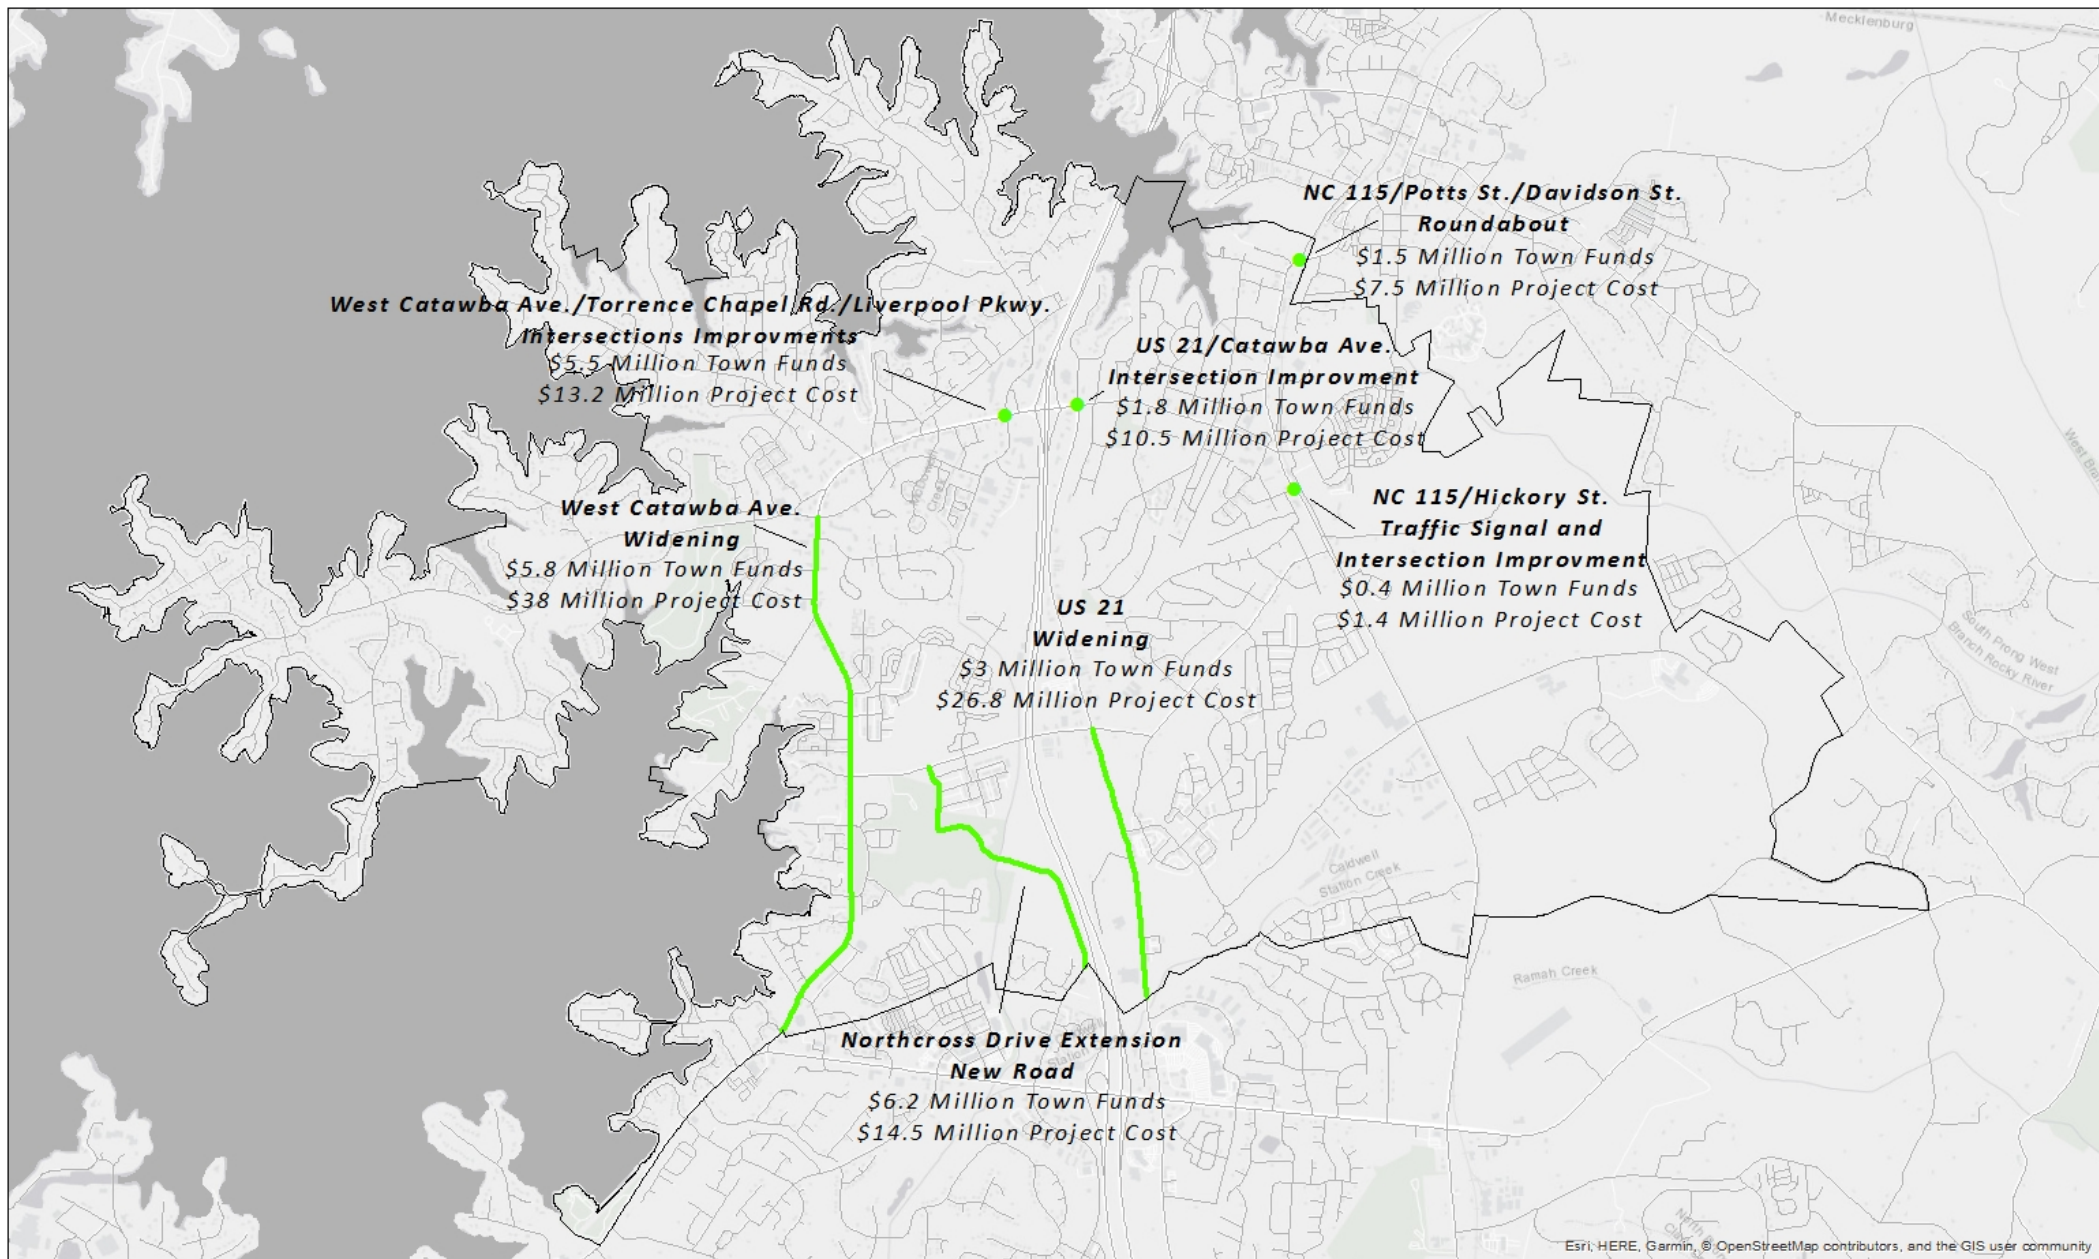 Mecklenburg
NC 115/Potts St./Davidson St.
Roundabout
$1.5 Million Town Funds
$7.5 Million Project Cost
West Catawba Ave./Torrence Chapel Rd./Liverpool Pkwy.
Intersections Improvments
$5.5 Million Town Funds
$13.2 Million Project Cost
US 21/Catawba Ave.
Intersection Improvment
$1.8 Million Town Funds
$10.5 Million Project Cost
West Catawba Ave.
Widening
$5.8 Million Town Funds
$38 Million Project Cost
NC 115/Hickory St.
Traffic Signal and
Intersection Improvment
$0.4 Million Town Funds
$1.4 Million Project Cost
US 21
Widening
$3 Million Town Funds
$26.8 Million Project Cost
South Prong West
Branch Rocky River
Caldwell
Station Creek
Ramah Creek
Northcross Drive Extension
New Road
$6.2 Million Town Funds
$14.5 Million Project Cost
Esri, HERE, Garmin, © OpenStreetMap contributors, and the GIS user community